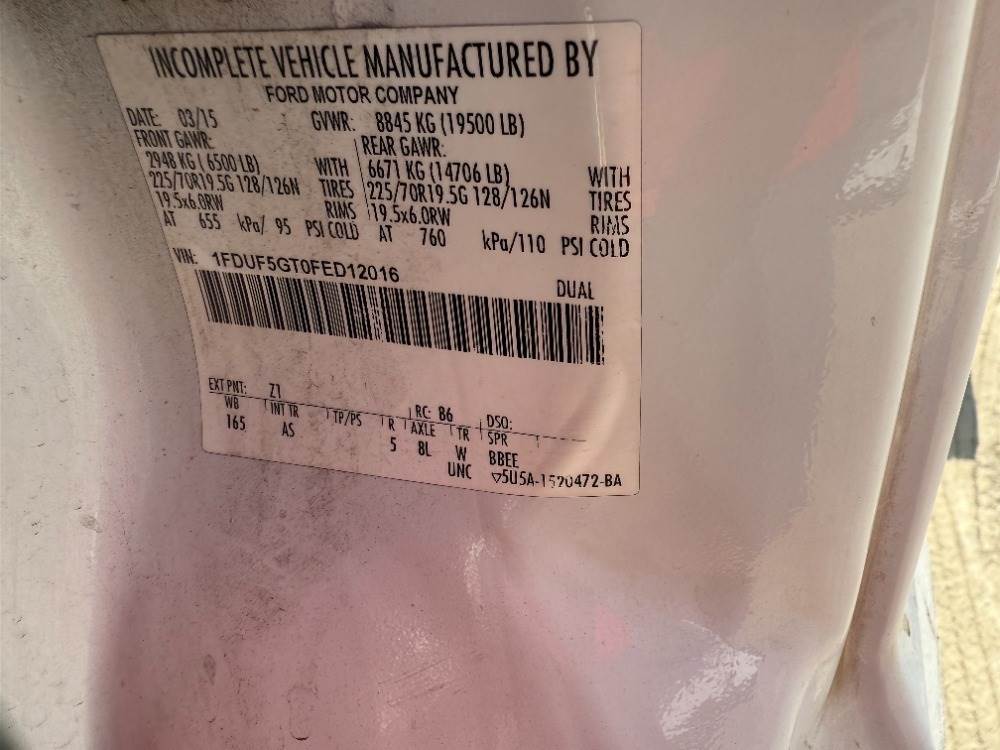 INCOMPLETE VEHICLE MANUFACTURED BY
FORD MOTOR COMPANY
DATE: 03/15 GVWR: 8845 KG (19500 LB)
FRONT GAWR: REAR GAWR:
2948 KG ( 6500 LB) WITH 6671 KG (14706 LB) WITH
225/70R19.5G 128/126N TIRES 225/70R19.5G 128/126N TIRES
19.5x6.0RW RIMS 19.5x6.0RW RIMS
AT 655 kPa/ 95 PSI COLD AT 760 kPa/110 PSI COLD
VIN: 1FDUF5GT0FED12016 DUAL
EXT PNT: Z1 RC: B6 DSO:
WB INT TR TP/PS R AXLE TR SPR
165 AS 5 8L W BBEE
UNC ▽5U5A-1520472-BA